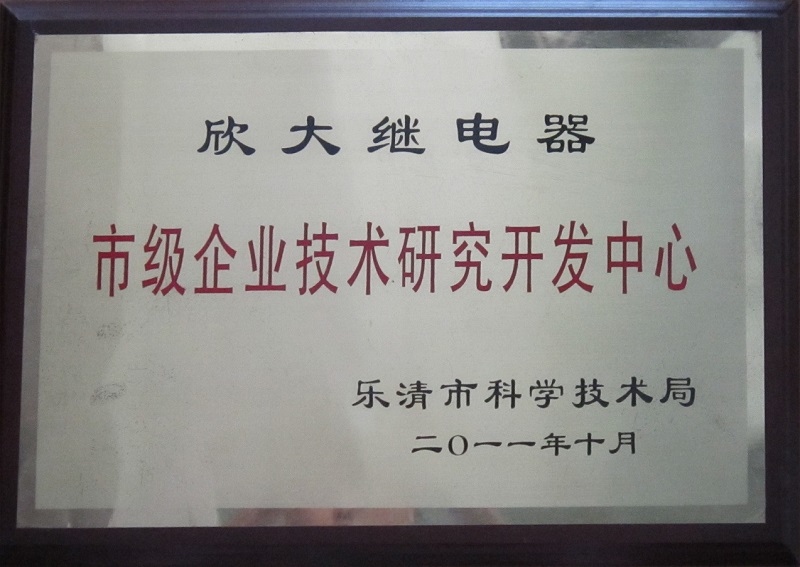 欣大继电器
市级企业技术研究开发中心
乐清市科学技术局
二O一一年十月